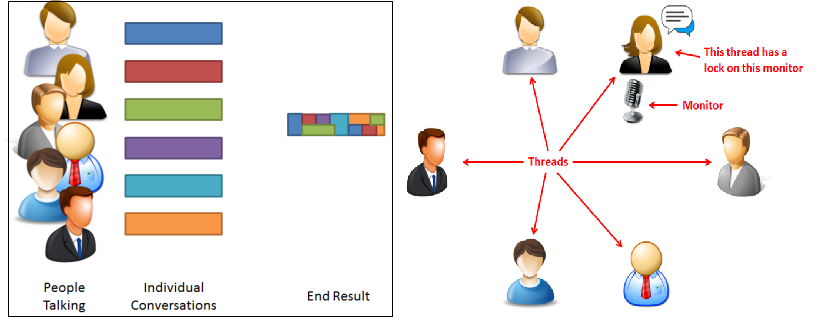 People
Talking
Individual
Conversations
End Result
This thread has a
lock on this monitor
Monitor
Threads